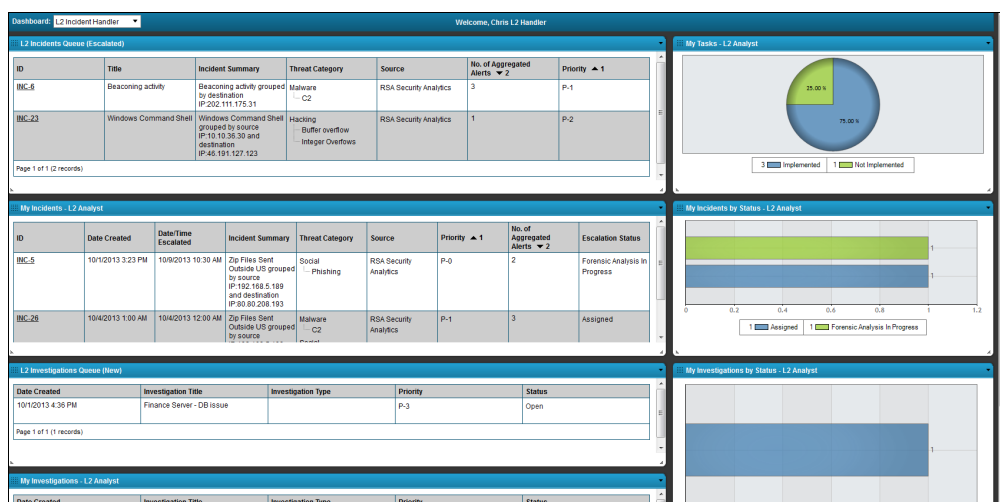 Dashboard: L2 Incident Handler
Welcome, Chris L2 Handler
L2 Incidents Queue (Escalated)
ID Title Incident Summary Threat Category Source No. of Aggregated Alerts ▼ 2 Priority ▲ 1
INC-6 Beaconing activity Beaconing activity grouped by destination IP:202.111.175.31 Malware C2 RSA Security Analytics 3 P-1
INC-23 Windows Command Shell Windows Command Shell grouped by source IP:10.10.36.30 and destination IP:46.191.127.123 Hacking Buffer overflow Integer Overfows RSA Security Analytics 1 P-2
Page 1 of 1 (2 records)
My Tasks - L2 Analyst
25.00 %
75.00 %
3 Implemented 1 Not Implemented
My Incidents - L2 Analyst
ID Date Created Date/Time Escalated Incident Summary Threat Category Source Priority ▲ 1 No. of Aggregated Alerts ▼ 2 Escalation Status
INC-5 10/1/2013 3:23 PM 10/9/2013 10:30 AM Zip Files Sent Outside US grouped by source IP:192.168.5.189 and destination IP:80.80.208.193 Social Phishing RSA Security Analytics P-0 2 Forensic Analysis In Progress
INC-26 10/4/2013 1:00 AM 10/4/2013 12:00 AM Zip Files Sent Outside US grouped by source Malware C2 RSA Security Analytics P-1 3 Assigned
My Incidents by Status - L2 Analyst
1
1
0 0.2 0.4 0.6 0.8 1 1.2
1 Assigned 1 Forensic Analysis In Progress
L2 Investigations Queue (New)
Date Created Investigation Title Investigation Type Priority Status
10/1/2013 4:36 PM Finance Server - DB issue P-3 Open
Page 1 of 1 (1 records)
My Investigations by Status - L2 Analyst
1
My Investigations - L2 Analyst
Date Created Investigation Title Investigation Type Priority Status